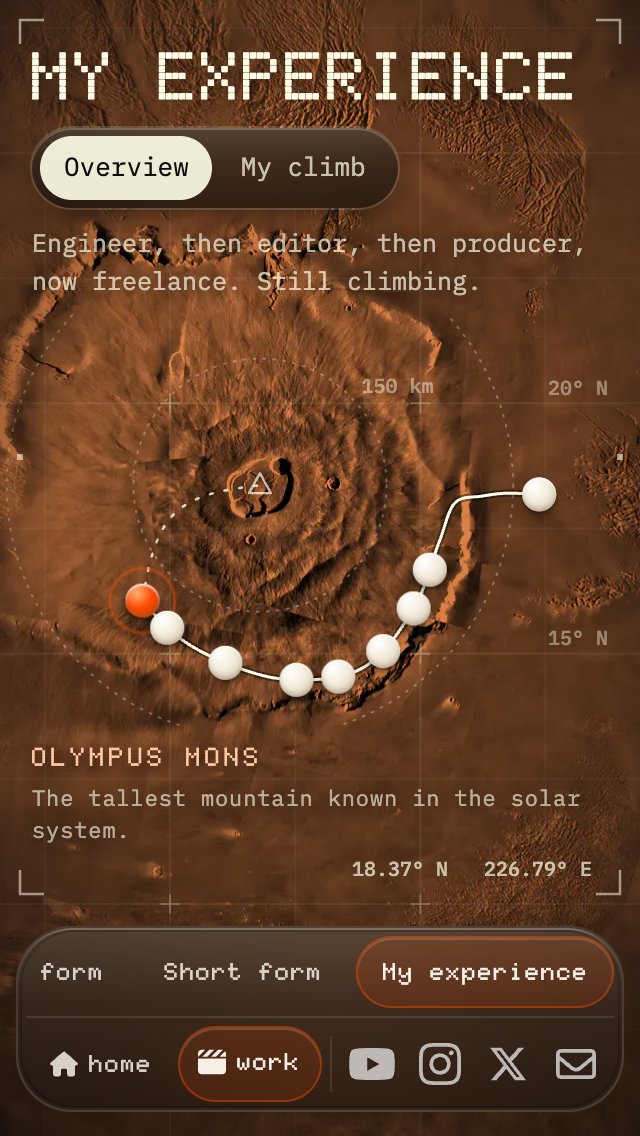 MY EXPERIENCE
Overview My climb
Engineer, then editor, then producer,
now freelance. Still climbing.
150 km
20° N
15° N
OLYMPUS MONS
The tallest mountain known in the solar
system.
18.37° N 226.79° E
form Short form My experience
home work